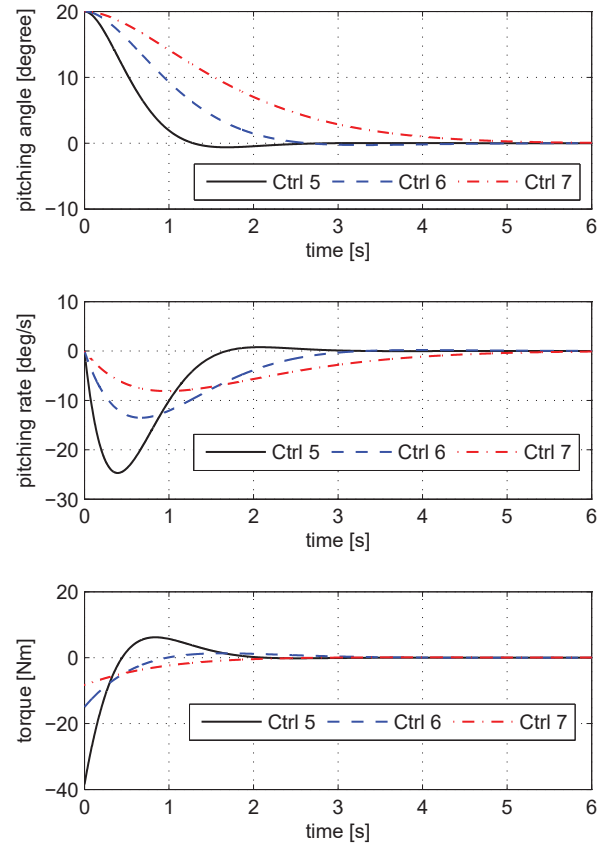 20
10
0
−10
pitching angle [degree]
Ctrl 5 Ctrl 6 Ctrl 7
0 1 2 3 4 5 6
time [s]
10
0
−10
−20
−30
pitching rate [deg/s]
Ctrl 5 Ctrl 6 Ctrl 7
0 1 2 3 4 5 6
time [s]
20
0
−20
−40
torque [Nm]
Ctrl 5 Ctrl 6 Ctrl 7
0 1 2 3 4 5 6
time [s]